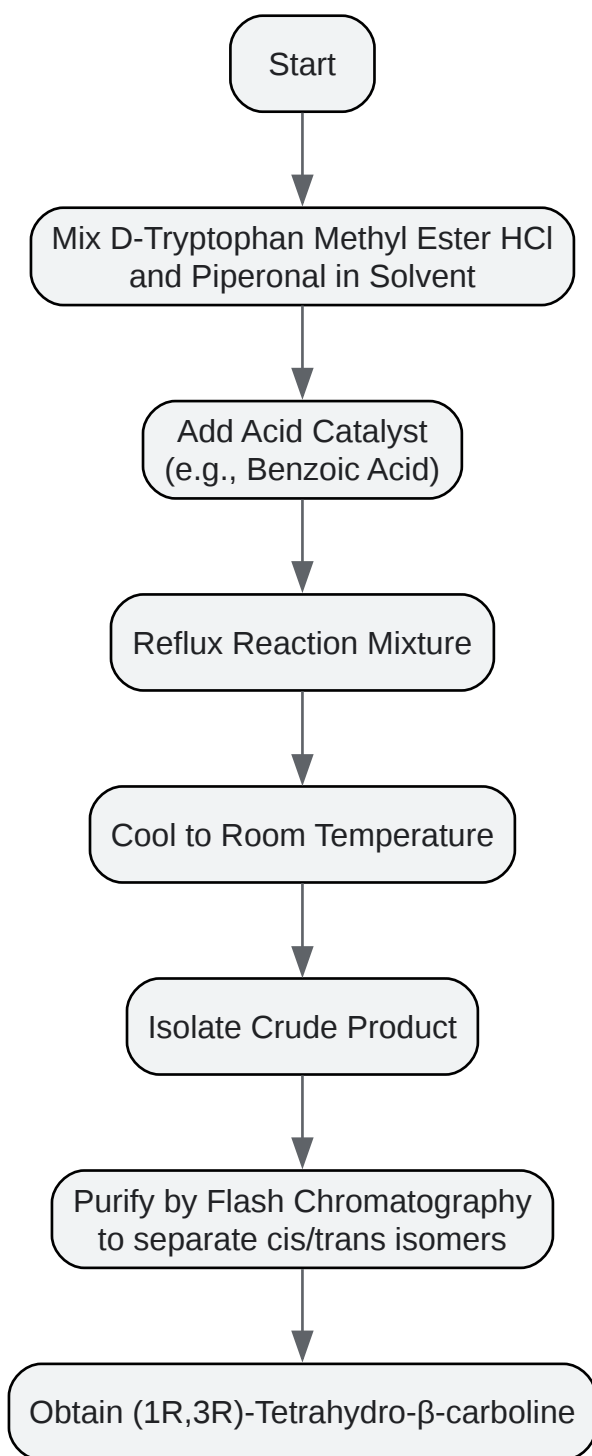 Start
Mix D-Tryptophan Methyl Ester HCl
and Piperonal in Solvent
Add Acid Catalyst
(e.g., Benzoic Acid)
Reflux Reaction Mixture
Cool to Room Temperature
Isolate Crude Product
Purify by Flash Chromatography
to separate cis/trans isomers
Obtain (1R,3R)-Tetrahydro-β-carboline